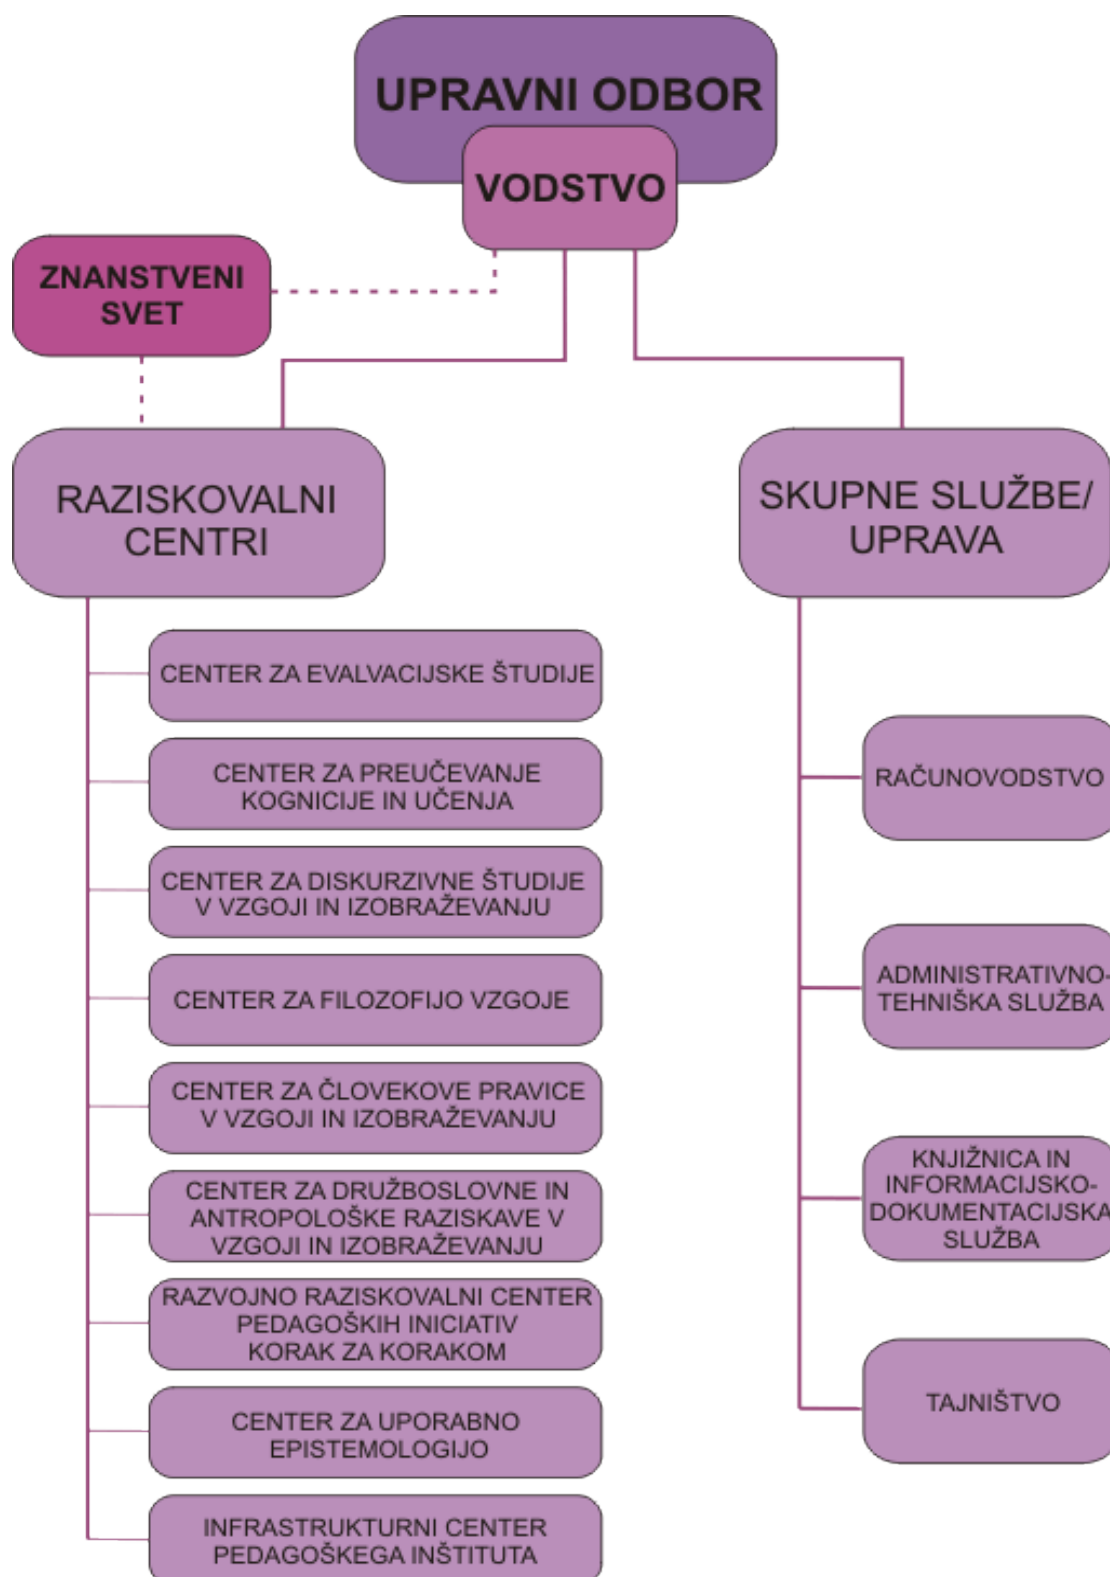 UPRAVNI ODBOR
VODSTVO
ZNANSTVENI
SVET
RAZISKOVALNI
CENTRI
SKUPNE SLUŽBE/
UPRAVA
CENTER ZA EVALVACIJSKE ŠTUDIJE
CENTER ZA PREUČEVANJE
KOGNICIJE IN UČENJA
CENTER ZA DISKURZIVNE ŠTUDIJE
V VZGOJI IN IZOBRAŽEVANJU
CENTER ZA FILOZOFIJO VZGOJE
CENTER ZA ČLOVEKOVE PRAVICE
V VZGOJI IN IZOBRAŽEVANJU
CENTER ZA DRUŽBOSLOVNE IN
ANTROPOLOŠKE RAZISKAVE V
VZGOJI IN IZOBRAŽEVANJU
RAZVOJNO RAZISKOVALNI CENTER
PEDAGOŠKIH INICIATIV
KORAK ZA KORAKOM
CENTER ZA UPORABNO
EPISTEMOLOGIJO
INFRASTRUKTURNI CENTER
PEDAGOŠKEGA INŠTITUTA
RAČUNOVODSTVO
ADMINISTRATIVNO-
TEHNIŠKA SLUŽBA
KNJIŽNICA IN
INFORMACIJSKO-
DOKUMENTACIJSKA
SLUŽBA
TAJNIŠTVO